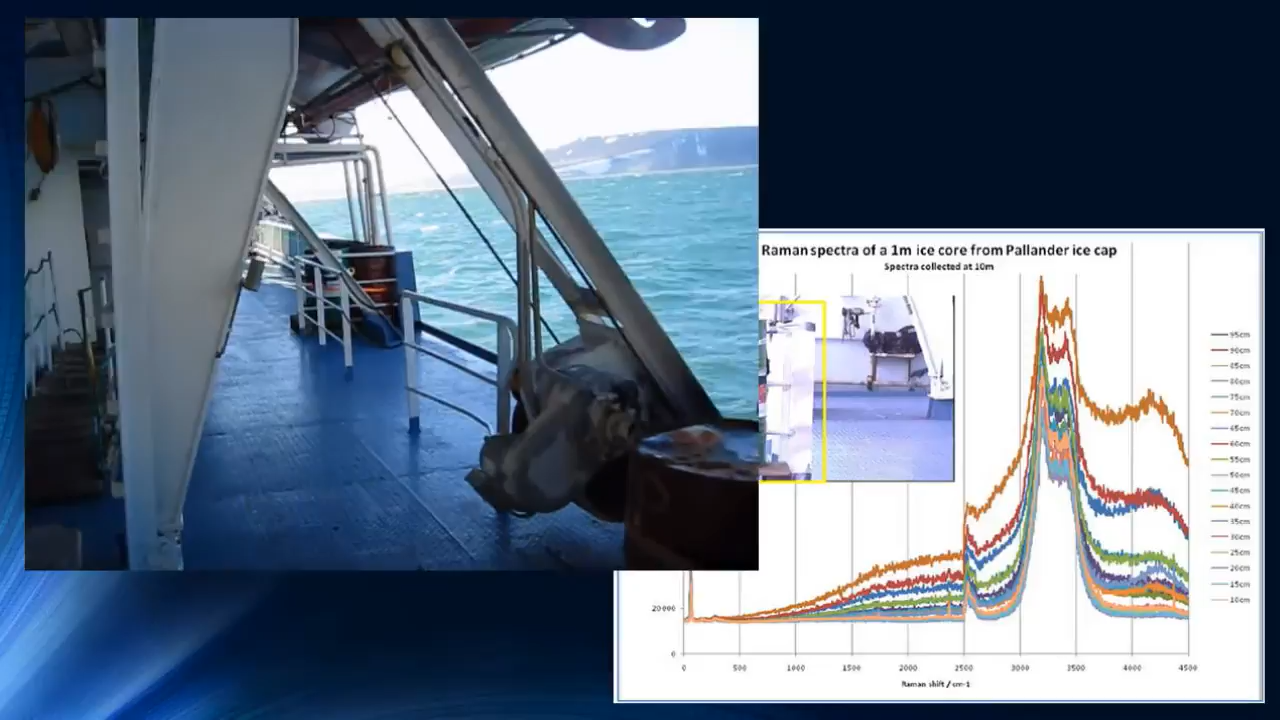 Raman spectra of a 1m ice core from Pallander ice cap
Spectra collected at 10m
95cm
90cm
85cm
80cm
75cm
70cm
65cm
60cm
55cm
50cm
45cm
40cm
35cm
30cm
25cm
20cm
15cm
10cm
20000
0
0 500 1000 1500 2000 2500 3000 3500 4000 4500
Raman shift / cm-1